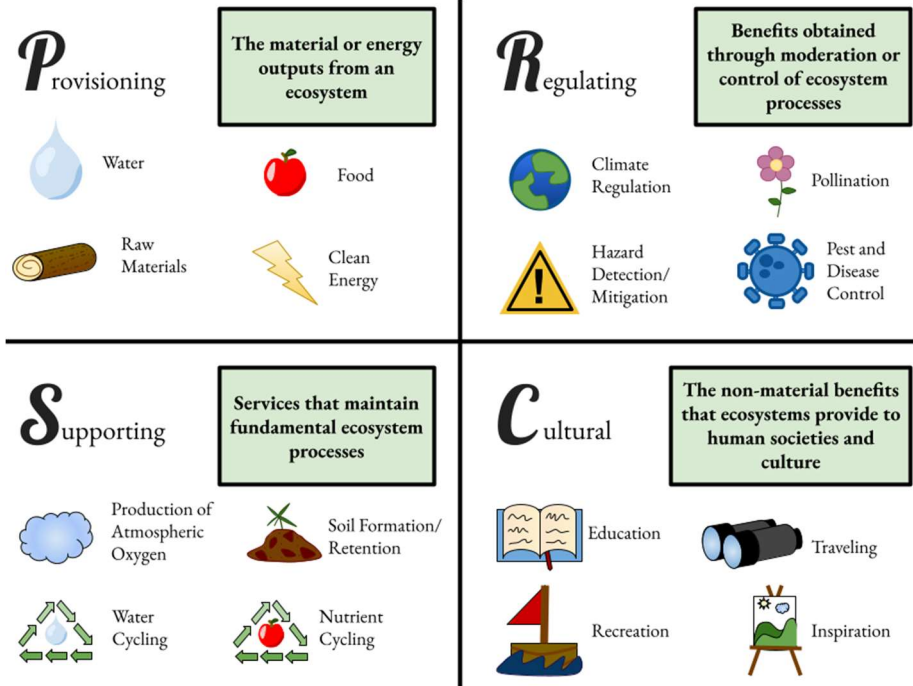 Provisioning
The material or energy
outputs from an
ecosystem
Water
Food
Raw
Materials
Clean
Energy
Regulating
Benefits obtained
through moderation or
control of ecosystem
processes
Climate
Regulation
Pollination
Hazard
Detection/
Mitigation
Pest and
Disease
Control
Supporting
Services that maintain
fundamental ecosystem
processes
Production of
Atmospheric
Oxygen
Soil Formation/
Retention
Water
Cycling
Nutrient
Cycling
Cultural
The non-material benefits
that ecosystems provide to
human societies and
culture
Education
Traveling
Recreation
Inspiration